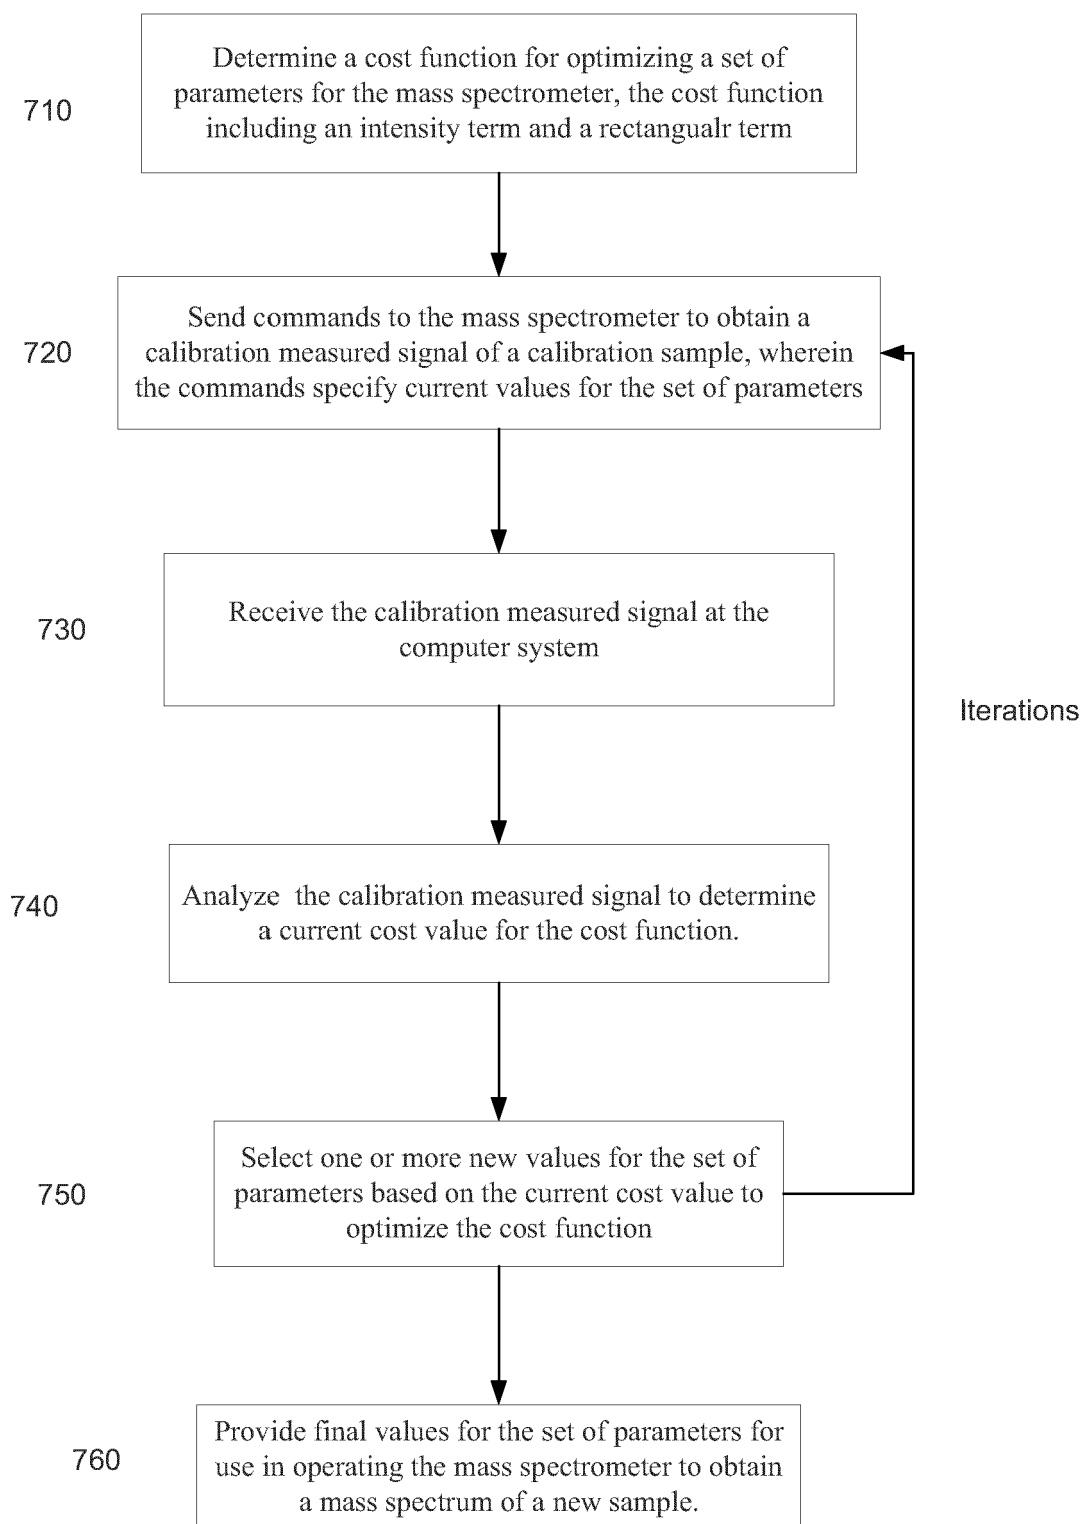 710
Determine a cost function for optimizing a set of
parameters for the mass spectrometer, the cost function
including an intensity term and a rectangualr term
720
Send commands to the mass spectrometer to obtain a
calibration measured signal of a calibration sample, wherein
the commands specify current values for the set of parameters
730
Receive the calibration measured signal at the
computer system
Iterations
740
Analyze  the calibration measured signal to determine
a current cost value for the cost function.
750
Select one or more new values for the set of
parameters based on the current cost value to
optimize the cost function
760
Provide final values for the set of parameters for
use in operating the mass spectrometer to obtain
a mass spectrum of a new sample.